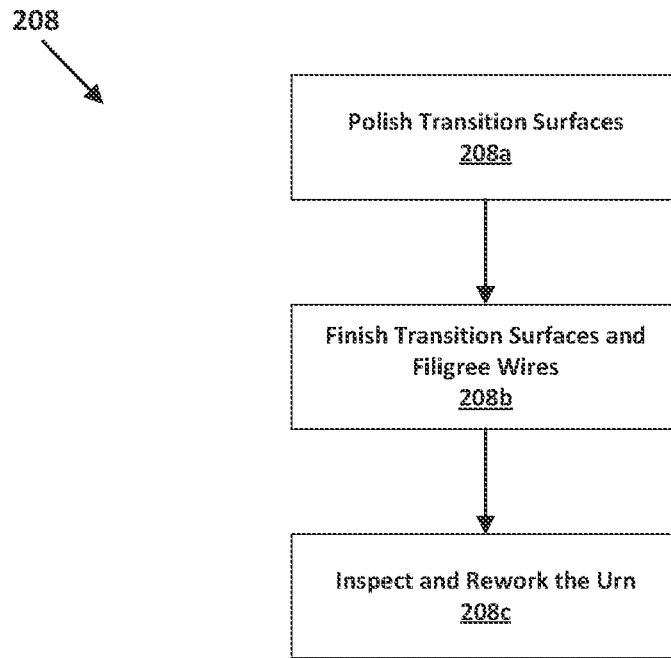 208
Polish Transition Surfaces
208a
Finish Transition Surfaces and
Filigree Wires
208b
Inspect and Rework the Urn
208c